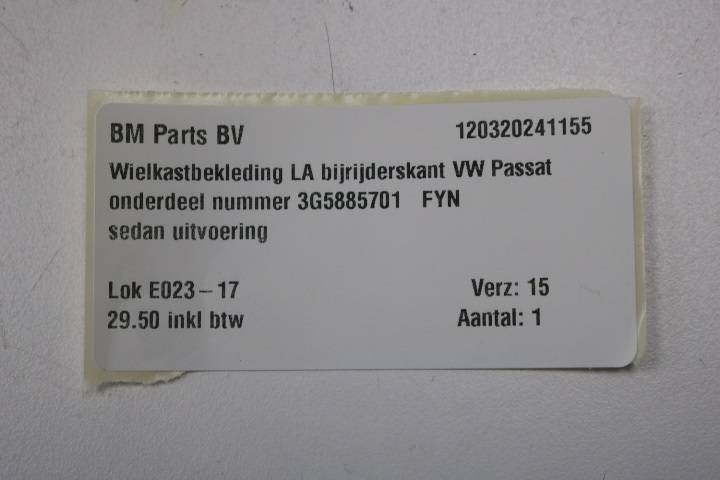 BM Parts BV 120320241155
Wielkastbekleding LA bijrijderskant VW Passat
onderdeel nummer 3G5885701 FYN
sedan uitvoering
Lok E023-17 Verz: 15
29.50 inkl btw Aantal: 1